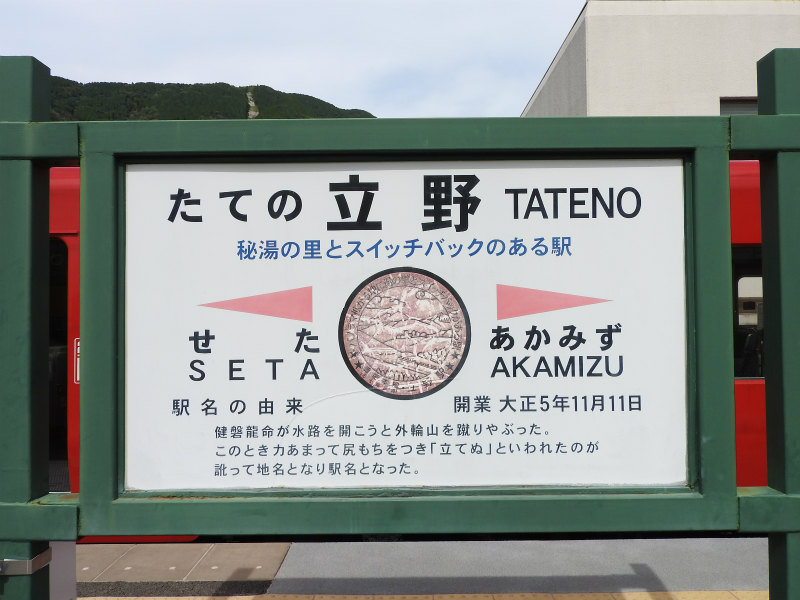 たての 立野 TATENO
秘湯の里とスイッチバックのある駅
せた あかみず
SETA AKAMIZU
駅名の由来 開業 大正5年11月11日
健磐龍命が水路を開こうと外輪山を蹴りやぶった。
このとき力あまって尻もちをつき「立てぬ」といわれたのが
訛って地名となり駅名となった。